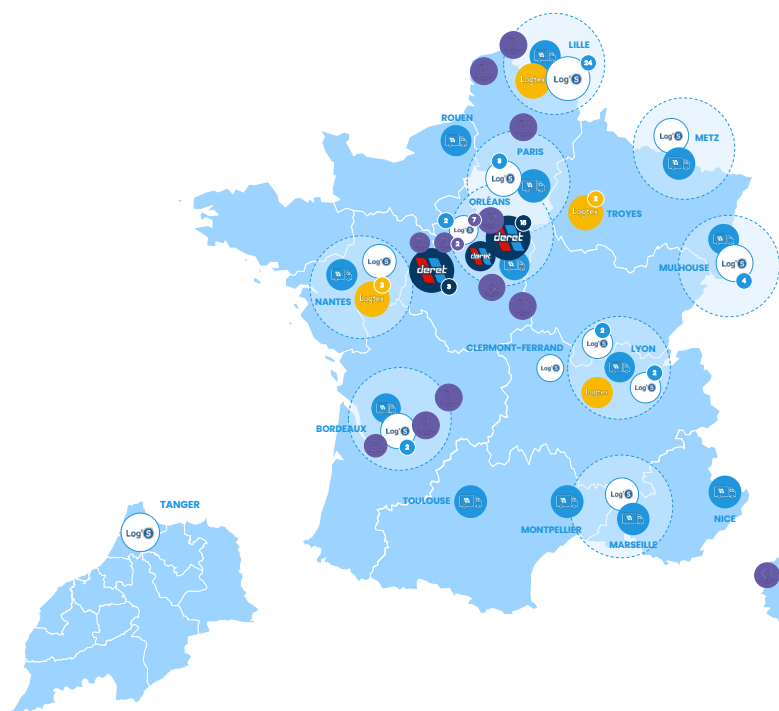 LILLE
24
Logtex
Log'S
ROUEN
Log'S
METZ
PARIS
8
Log'S
ORLÉANS
2
7
18
Log'S
deret
2
Logtex
TROYES
2
deret
deret
3
Log'S
2
Logtex
NANTES
MULHOUSE
Log'S
4
2
Log'S
CLERMONT-FERRAND
LYON
Log'S
2
Log'S
Logtex
BORDEAUX
Log'S
2
TOULOUSE
Log'S
MONTPELLIER
MARSEILLE
NICE
TANGER
Log'S